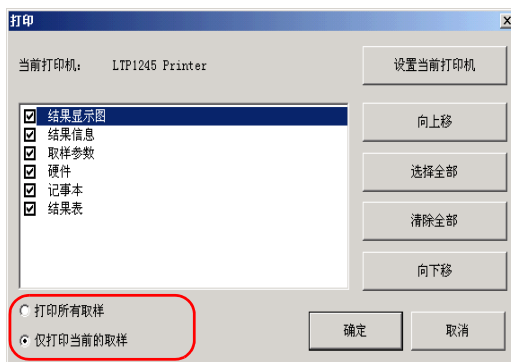 打印
当前打印机: LTP1245 Printer
设置当前打印机
结果显示图
结果信息
取样参数
硬件
记事本
结果表
向上移
选择全部
清除全部
向下移
打印所有取样
仅打印当前的取样
确定
取消